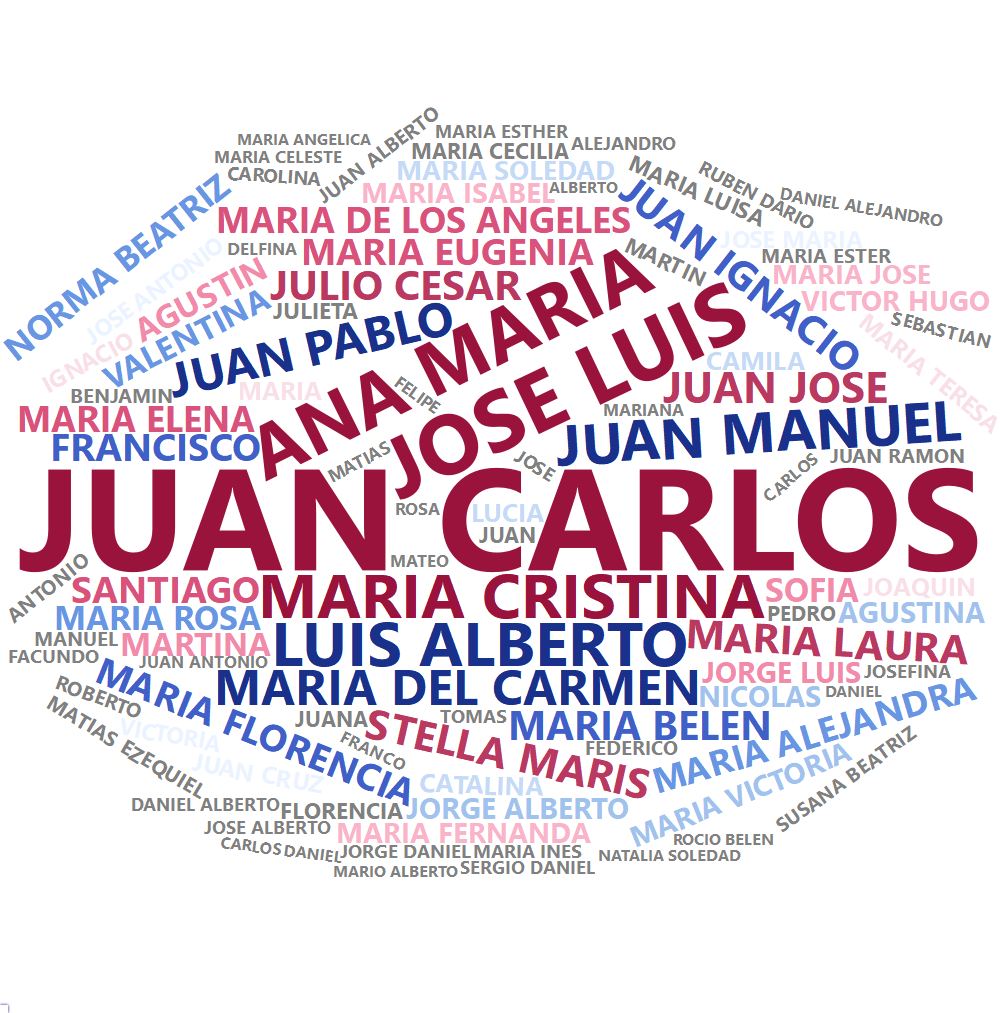 MARIA ANGELICA
JUAN ALBERTO
MARIA ESTHER
ALEJANDRO
MARIA CELESTE
MARIA CECILIA
CAROLINA
MARIA SOLEDAD
MARIA LUISA
RUBEN DARIO
DANIEL ALEJANDRO
NORMA BEATRIZ
MARIA ISABEL
ALBERTO
JUAN IGNACIO
MARIA DE LOS ANGELES
JOSE MARIA
JOSE ANTONIO
DELFINA
MARIA EUGENIA
MARTIN
MARIA ESTER
AGUSTIN
JULIO CESAR
MARIA JOSE
VICTOR HUGO
VALENTINA
JULIETA
SEBASTIAN
IGNACIO
JUAN PABLO
ANA MARIA
JOSE LUIS
CAMILA
MARIA TERESA
BENJAMIN
MARIA
FELIPE
JUAN JOSE
MARIA ELENA
MARIANA
FRANCISCO
MATIAS
JOSE
JUAN MANUEL
CARLOS
JUAN RAMON
JUAN CARLOS
ROSA
LUCIA
JUAN
MATEO
ANTONIO
SANTIAGO
MARIA CRISTINA
SOFIA
JOAQUIN
MARIA ROSA
PEDRO
AGUSTINA
MANUEL
MARTINA
LUIS ALBERTO
MARIA LAURA
FACUNDO
JUAN ANTONIO
JORGE LUIS
JOSEFINA
ROBERTO
MARIA FLORENCIA
MARIA DEL CARMEN
NICOLAS
DANIEL
MATIAS EZEQUIEL
VICTORIA
JUANA
STELLA MARIS
TOMAS
MARIA BELEN
MARIA ALEJANDRA
FRANCO
FEDERICO
JUAN CRUZ
CATALINA
MARIA VICTORIA
SUSANA BEATRIZ
DANIEL ALBERTO
FLORENCIA
JORGE ALBERTO
JOSE ALBERTO
MARIA FERNANDA
ROCIO BELEN
CARLOS DANIEL
JORGE DANIEL
MARIA INES
NATALIA SOLEDAD
MARIO ALBERTO
SERGIO DANIEL